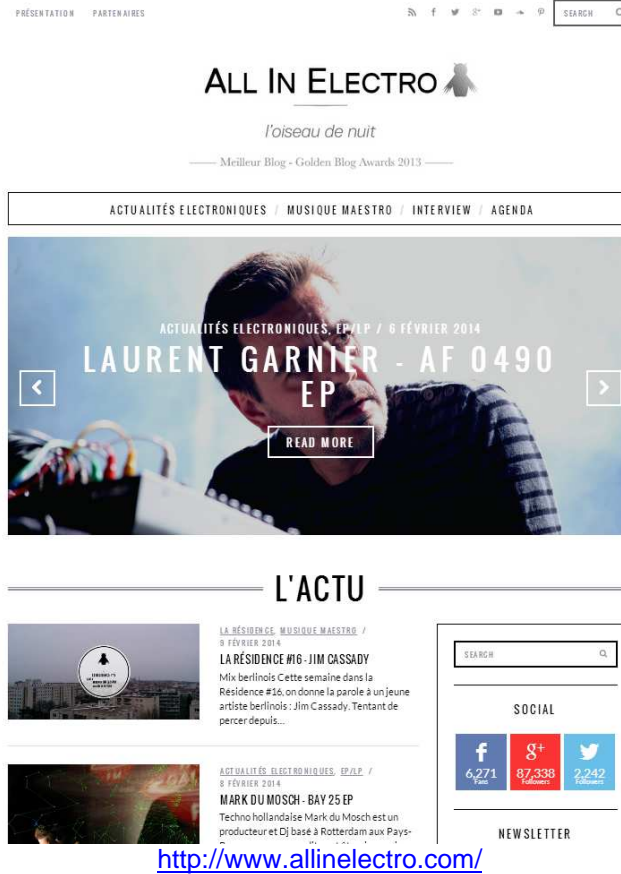 PRÉSENTATION PARTENAIRES
SEARCH
ALL IN ELECTRO
l'oiseau de nuit
Meilleur Blog - Golden Blog Awards 2013
ACTUALITÉS ELECTRONIQUES / MUSIQUE MAESTRO / INTERVIEW / AGENDA
ACTUALITÉS ELECTRONIQUES, EP/LP / 6 FÉVRIER 2014
LAURENT GARNIER - AF 0490
EP
READ MORE
L'ACTU
LA RÉSIDENCE, MUSIQUE MAESTRO /
9 FÉVRIER 2014
LA RÉSIDENCE #16 - JIM CASSADY
Mix berlinois Cette semaine dans la
Résidence #16, on donne la parole à un jeune
artiste berlinois : Jim Cassady. Tentant de
percer depuis...
ACTUALITÉS ELECTRONIQUES, EP/LP /
8 FÉVRIER 2014
MARK DU MOSCH - BAY 25 EP
Techno hollandaise Mark du Mosch est un
producteur et Dj basé à Rotterdam aux Pays-
SEARCH
SOCIAL
6,271
Fans
87,338
Followers
2,242
Followers
NEWSLETTER
http://www.allinelectro.com/